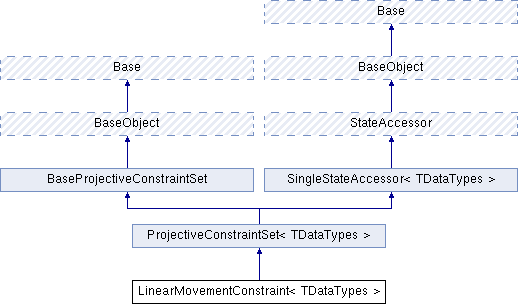 Base
Base
BaseObject
BaseObject
StateAccessor
BaseProjectiveConstraintSet
SingleStateAccessor< TDataTypes >
ProjectiveConstraintSet< TDataTypes >
LinearMovementConstraint< TDataTypes >